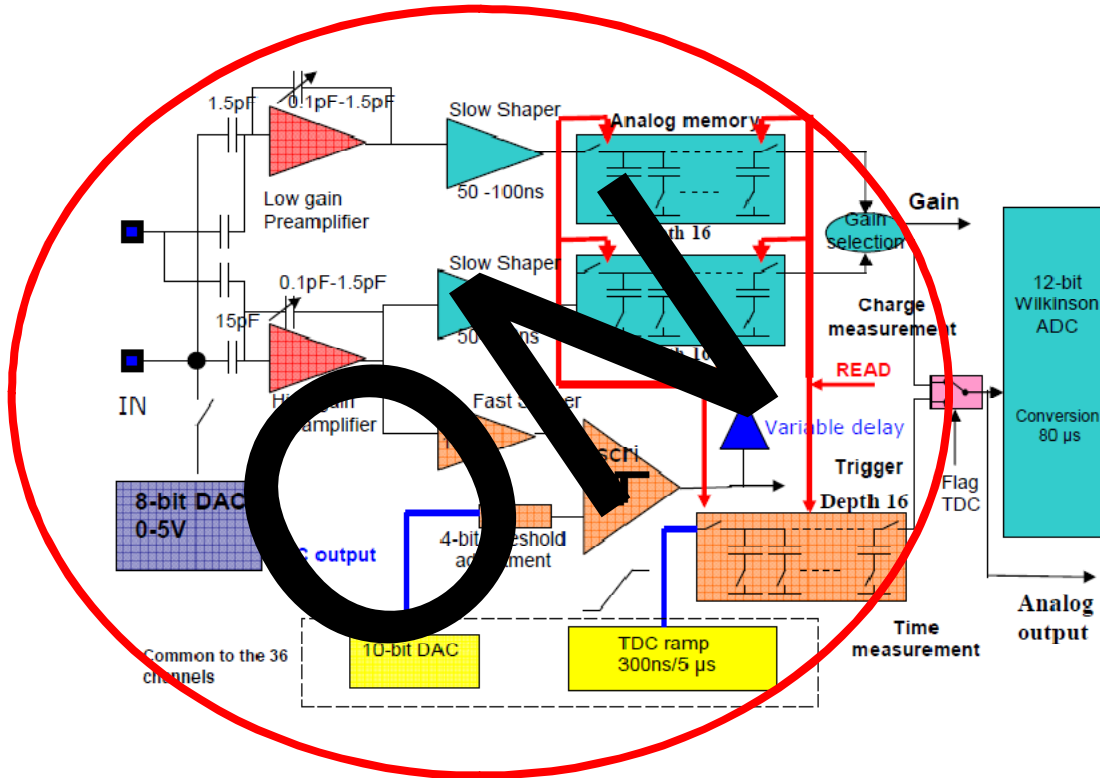 1.5pF
0.1pF-1.5pF
Slow Shaper
Analog memory
50 -100ns
Low gain
Preamplifier
Depth 16
Gain
Gain
selection
Slow Shaper
0.1pF-1.5pF
15pF
12-bit
Wilkinson
ADC
Charge
measurement
READ
IN
Variable delay
Conversion
80 µs
Trigger
Flag
TDC
Depth 16
8-bit DAC
0-5V
output
4-bit
ON
Analog
output
Time
measurement
Common to the 36
channels
10-bit DAC
TDC ramp
300ns/5 µs